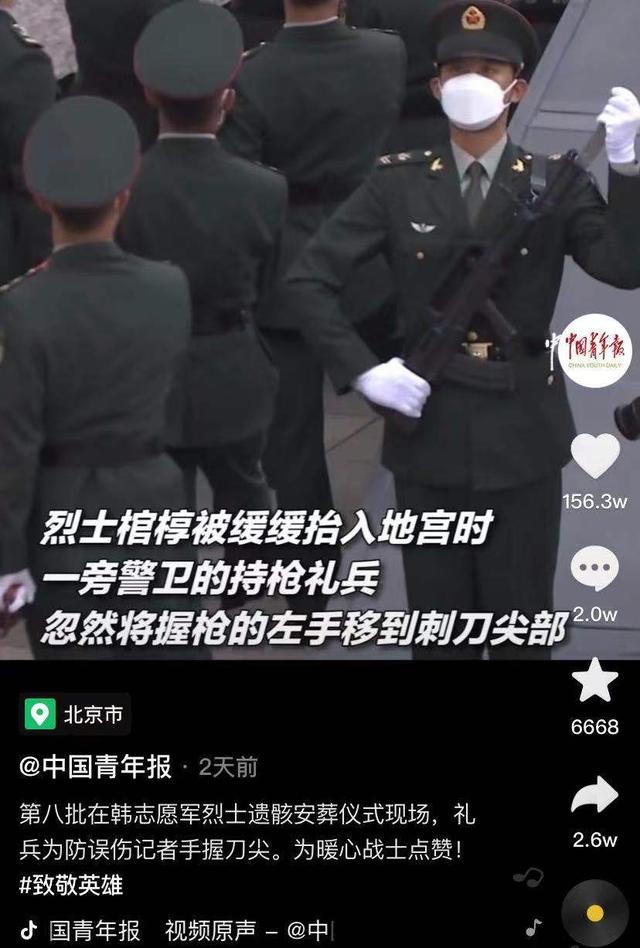 中国青年报
CHINA YOUTH DAILY
156.3w
烈士棺椁被缓缓抬入地宫时
一旁警卫的持枪礼兵
忽然将握枪的左手移到刺刀尖部
2.0w
6668
北京市
@中国青年报 · 2天前
2.6w
第八批在韩志愿军烈士遗骸安葬仪式现场，礼
兵为防误伤记者手握刀尖。为暖心战士点赞！
#致敬英雄
国青年报 视频原声 – @中